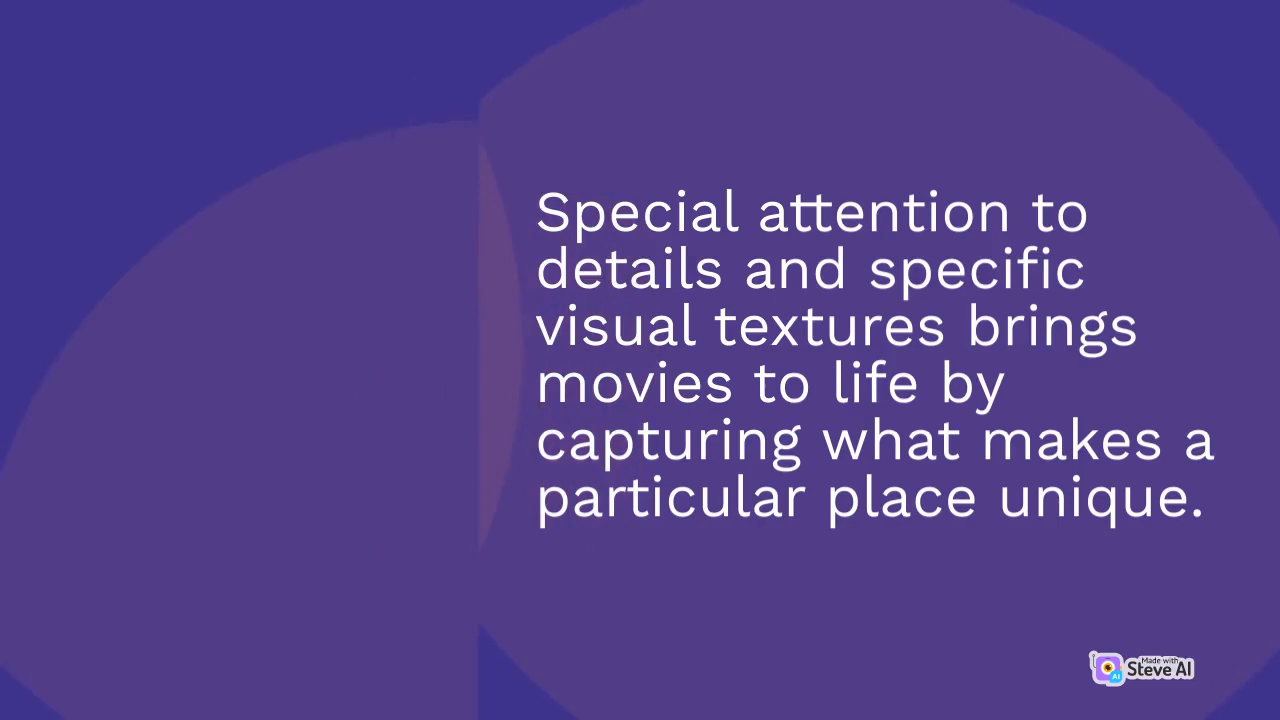 Special attention to
details and specific
visual textures brings
movies to life by
capturing what makes a
particular place unique.
Made with
Steve AI
AI